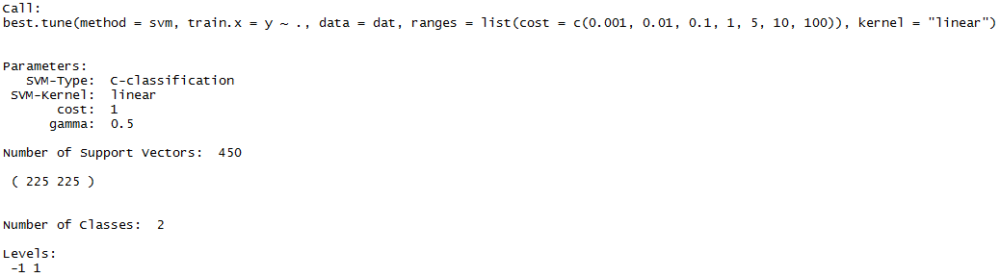 Call:
best.tune(method = svm, train.x = y ~ ., data = dat, ranges = list(cost = c(0.001, 0.01, 0.1, 1, 5, 10, 100)), kernel = "linear")
Parameters:
SVM-Type: C-classification
SVM-Kernel: linear
cost: 1
gamma: 0.5
Number of Support Vectors: 450
( 225 225 )
Number of Classes: 2
Levels:
-1 1